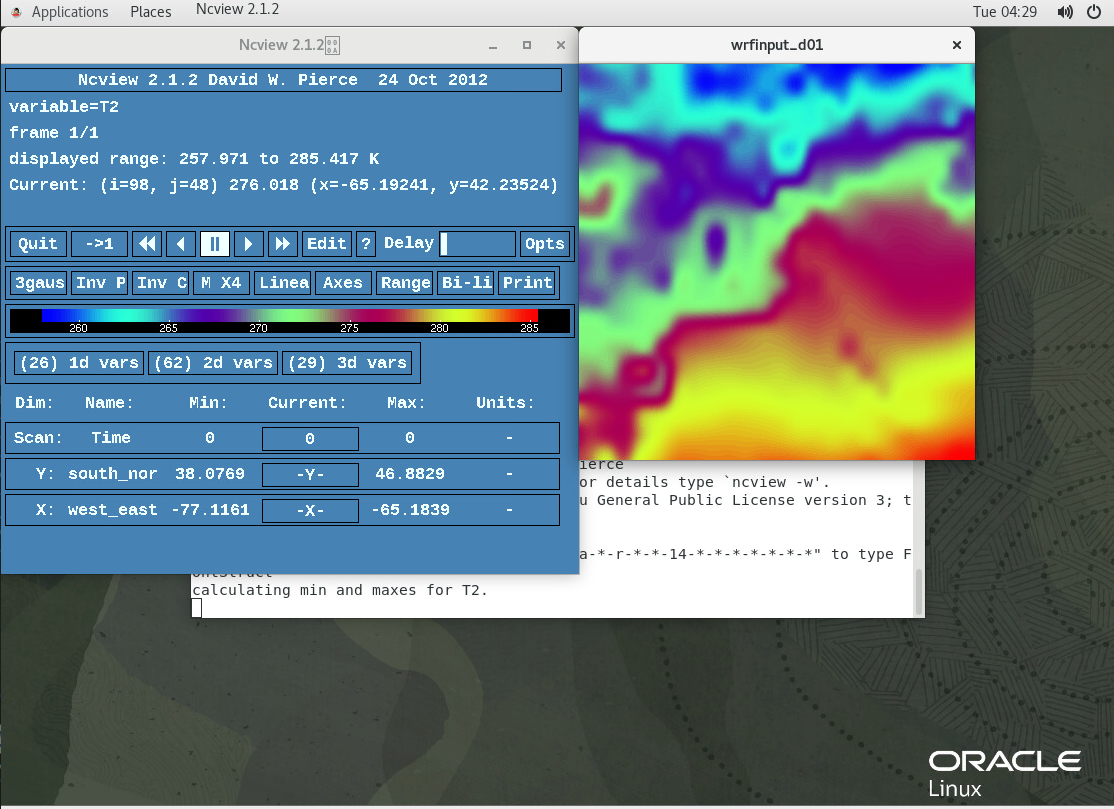 Applications Places Ncview 2.1.2 Tue 04:29
Ncview 2.1.2
wrfinput_d01
Ncview 2.1.2 David W. Pierce 24 Oct 2012
variable=T2
frame 1/1
displayed range: 257.971 to 285.417 K
Current: (i=98, j=48) 276.018 (x=-65.19241, y=42.23524)
Quit ->1 Edit ? Delay Opts
3gaus Inv P Inv C M X4 Linea Axes Range Bi-li Print
260 265 270 275 280 285
(26) 1d vars (62) 2d vars (29) 3d vars
Dim: Name: Min: Current: Max: Units:
Scan: Time 0 0 0 -
Y: south_nor 38.0769 -Y- 46.8829 -
X: west_east -77.1161 -X- -65.1839 -
ierce
or details type `ncview -w'.
u General Public License version 3; t
a-*-r-*-*-14-*-*-*-*-*-*-*" to type F
ontStruct
calculating min and maxes for T2.
ORACLE
Linux